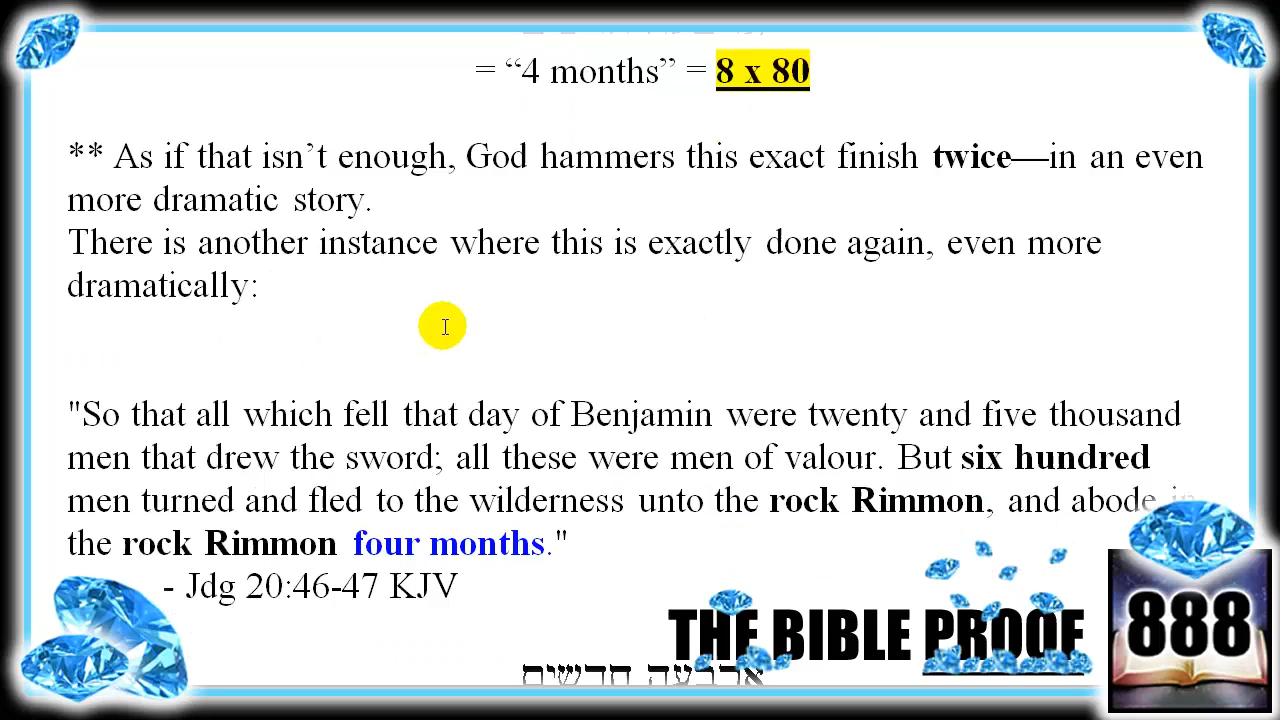 = “4 months” = 8 x 80
** As if that isn’t enough, God hammers this exact finish twice—in an even
more dramatic story.
There is another instance where this is exactly done again, even more
dramatically:
"So that all which fell that day of Benjamin were twenty and five thousand
men that drew the sword; all these were men of valour. But six hundred
men turned and fled to the wilderness unto the rock Rimmon, and abode in
the rock Rimmon four months."
- Jdg 20:46-47 KJV
THE BIBLE PROOF
888
ארבעה חדשים